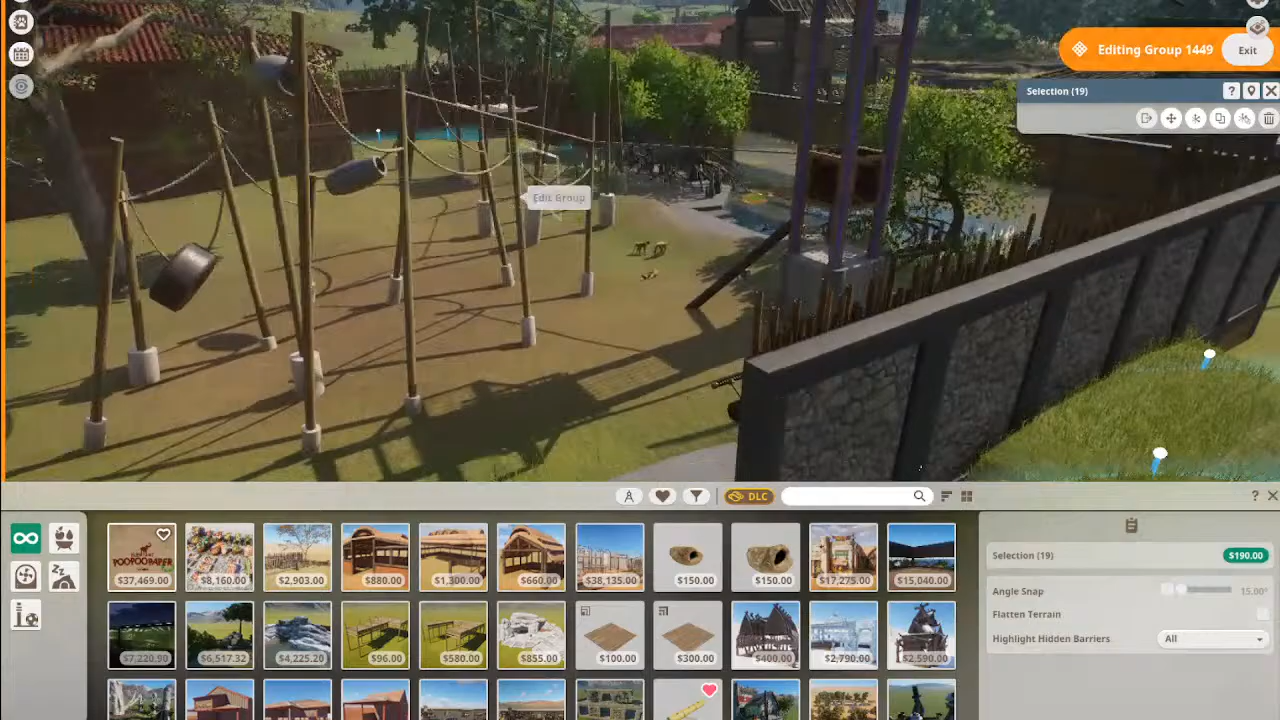 Editing Group 1449
Exit
Selection (19)
?
Edit Group
DLC
?
POOPOOPAPER
$37,469.00
$8,160.00
$2,903.00
$880.00
$1,300.00
$660.00
$38,135.00
$150.00
$150.00
$17,275.00
$15,040.00
Selection (19)
$190.00
Angle Snap
15.00°
Flatten Terrain
Highlight Hidden Barriers
All
$7,220.90
$6,517.32
$4,225.20
$96.00
$580.00
$855.00
$100.00
$300.00
$400.00
$2,790.00
$2,590.00